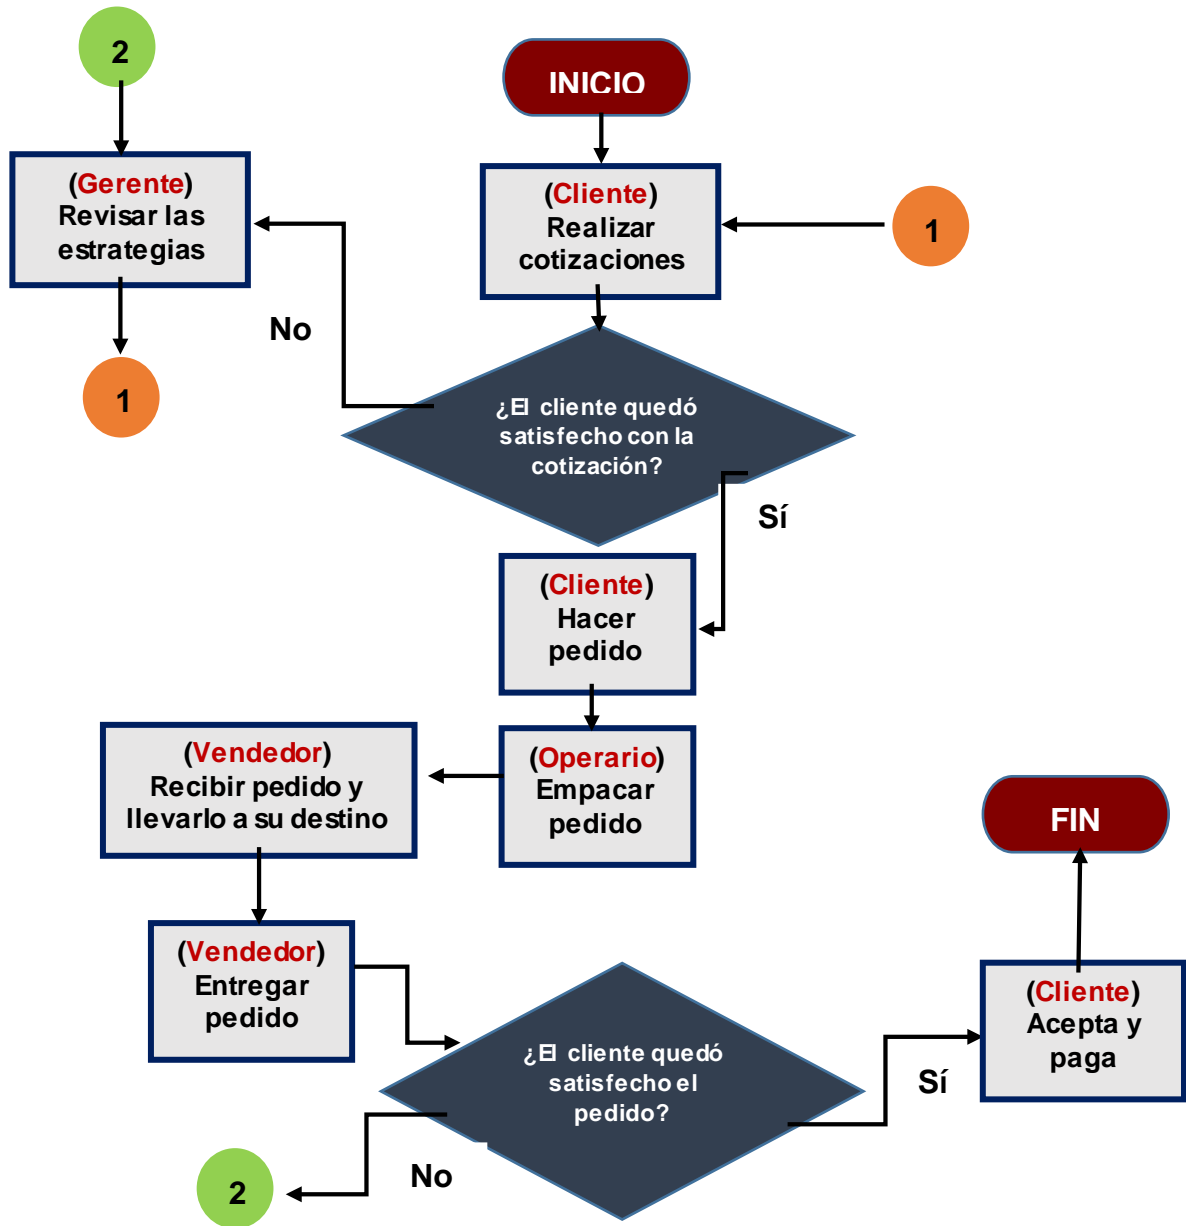 2
INICIO
(Gerente)
Revisar las
estrategias
(Cliente)
Realizar
cotizaciones
1
No
1
¿El cliente quedó
satisfecho con la
cotización?
Sí
(Cliente)
Hacer
pedido
(Vendedor)
Recibir pedido y
llevarlo a su destino
(Operario)
Empacar
pedido
FIN
(Vendedor)
Entregar
pedido
(Cliente)
Acepta y
paga
¿El cliente quedó
satisfecho el
pedido?
Sí
No
2